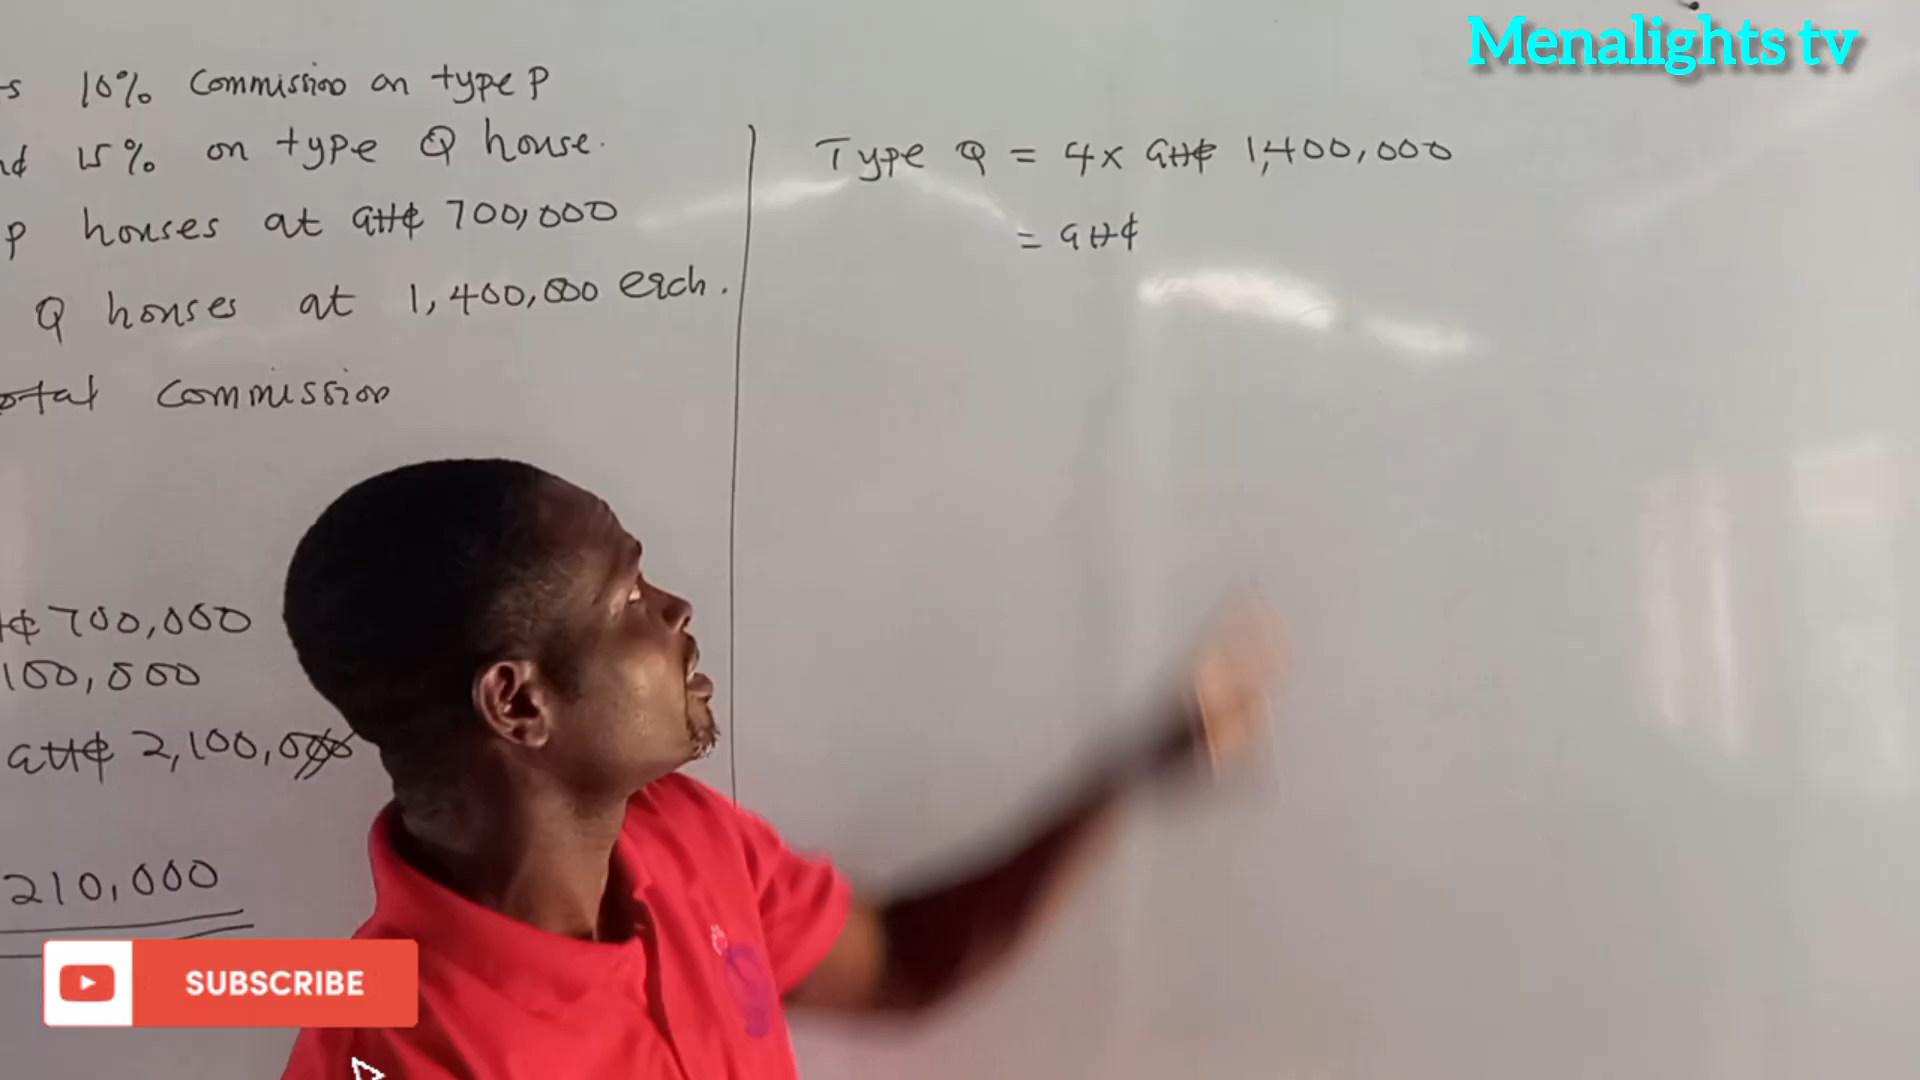 Menalights tv
10% Commission on type P
15% on type Q house.
P houses at GH¢ 700,000
Q houses at 1,400,000 each.
otal Commission
¢ 700,000
100,000
GH¢ 2,100,000
210,000
Type Q = 4 x GH¢ 1,400,000
= GH¢
SUBSCRIBE